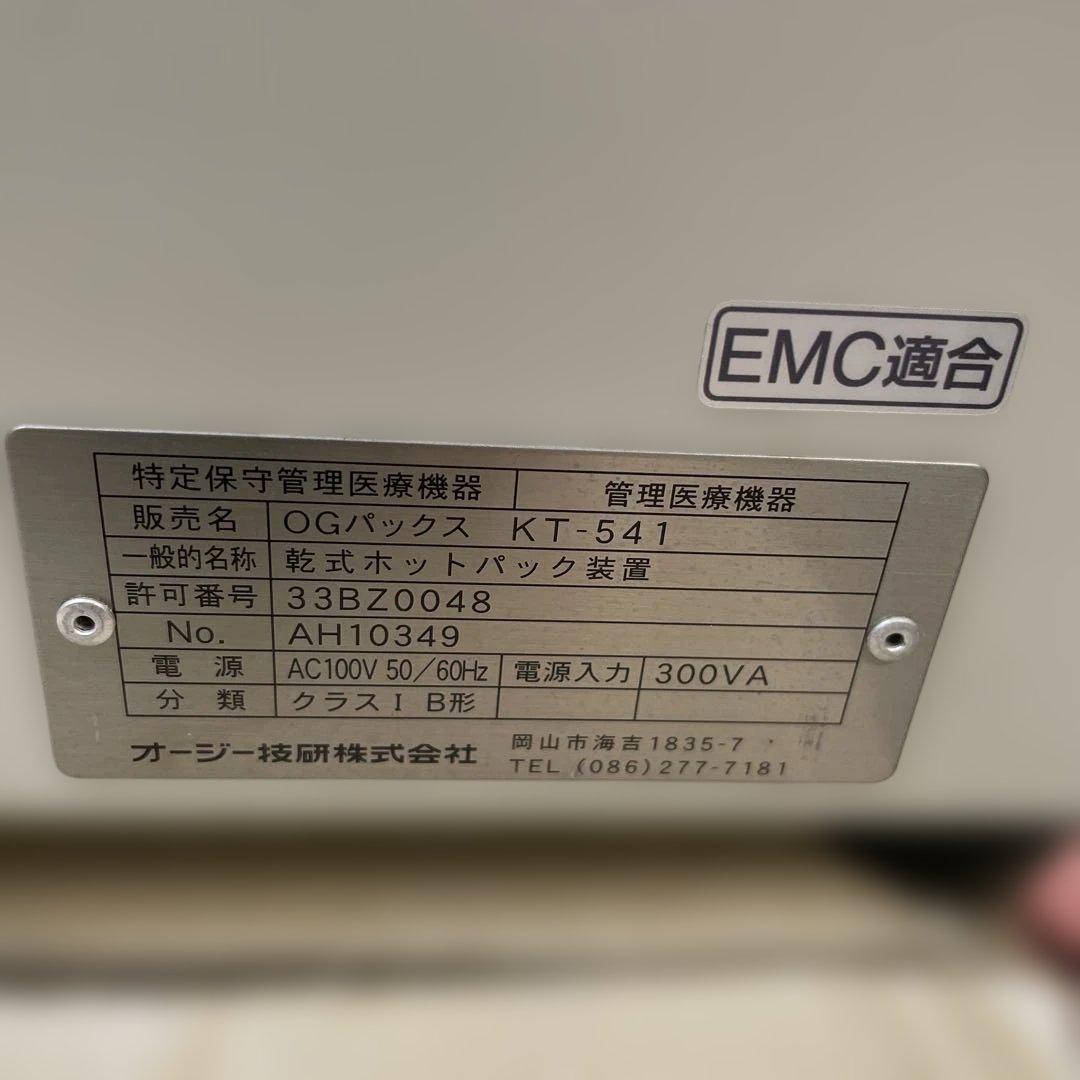 EMC適合
特定保守管理医療機器 管理医療機器
販売名 OGパックス KT-541
一般的名称 乾式ホットパック装置
許可番号 33BZ0048
No. AH10349
電源 AC100V 50/60Hz 電源入力 300VA
分類 クラスI B形
オージー技研株式会社 岡山市海吉1835-7
TEL (086)277-7181